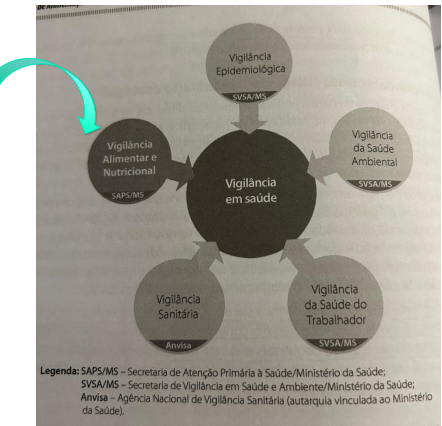 Vigilância
Epidemiológica
SVSA/MS
Vigilância
Alimentar e
Nutricional
SAPS/MS
Vigilância
da Saúde
Ambiental
SVSA/MS
Vigilância
em saúde
Vigilância
Sanitária
Anvisa
Vigilância
da Saúde do
Trabalhador
SVSA/MS
Legenda: SAPS/MS – Secretaria de Atenção Primária à Saúde/Ministério da Saúde;
SVSA/MS – Secretaria de Vigilância em Saúde e Ambiente/Ministério da Saúde;
Anvisa – Agência Nacional de Vigilância Sanitária (autarquia vinculada ao Ministério
da Saúde).